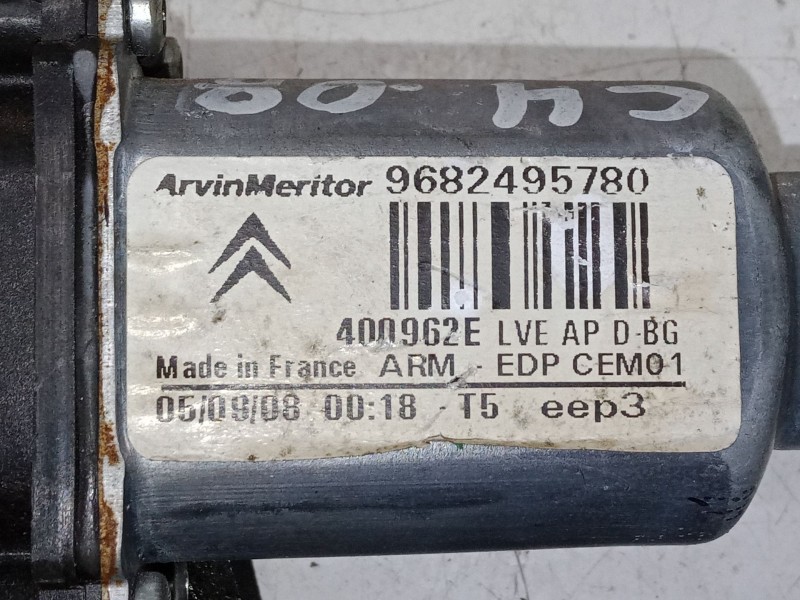 C4 .08
ArvinMeritor 9682495780
400962E LVE AP D-BG
Made in France ARM - EDP CEM01
05/09/08 00:18 - T5 eep3